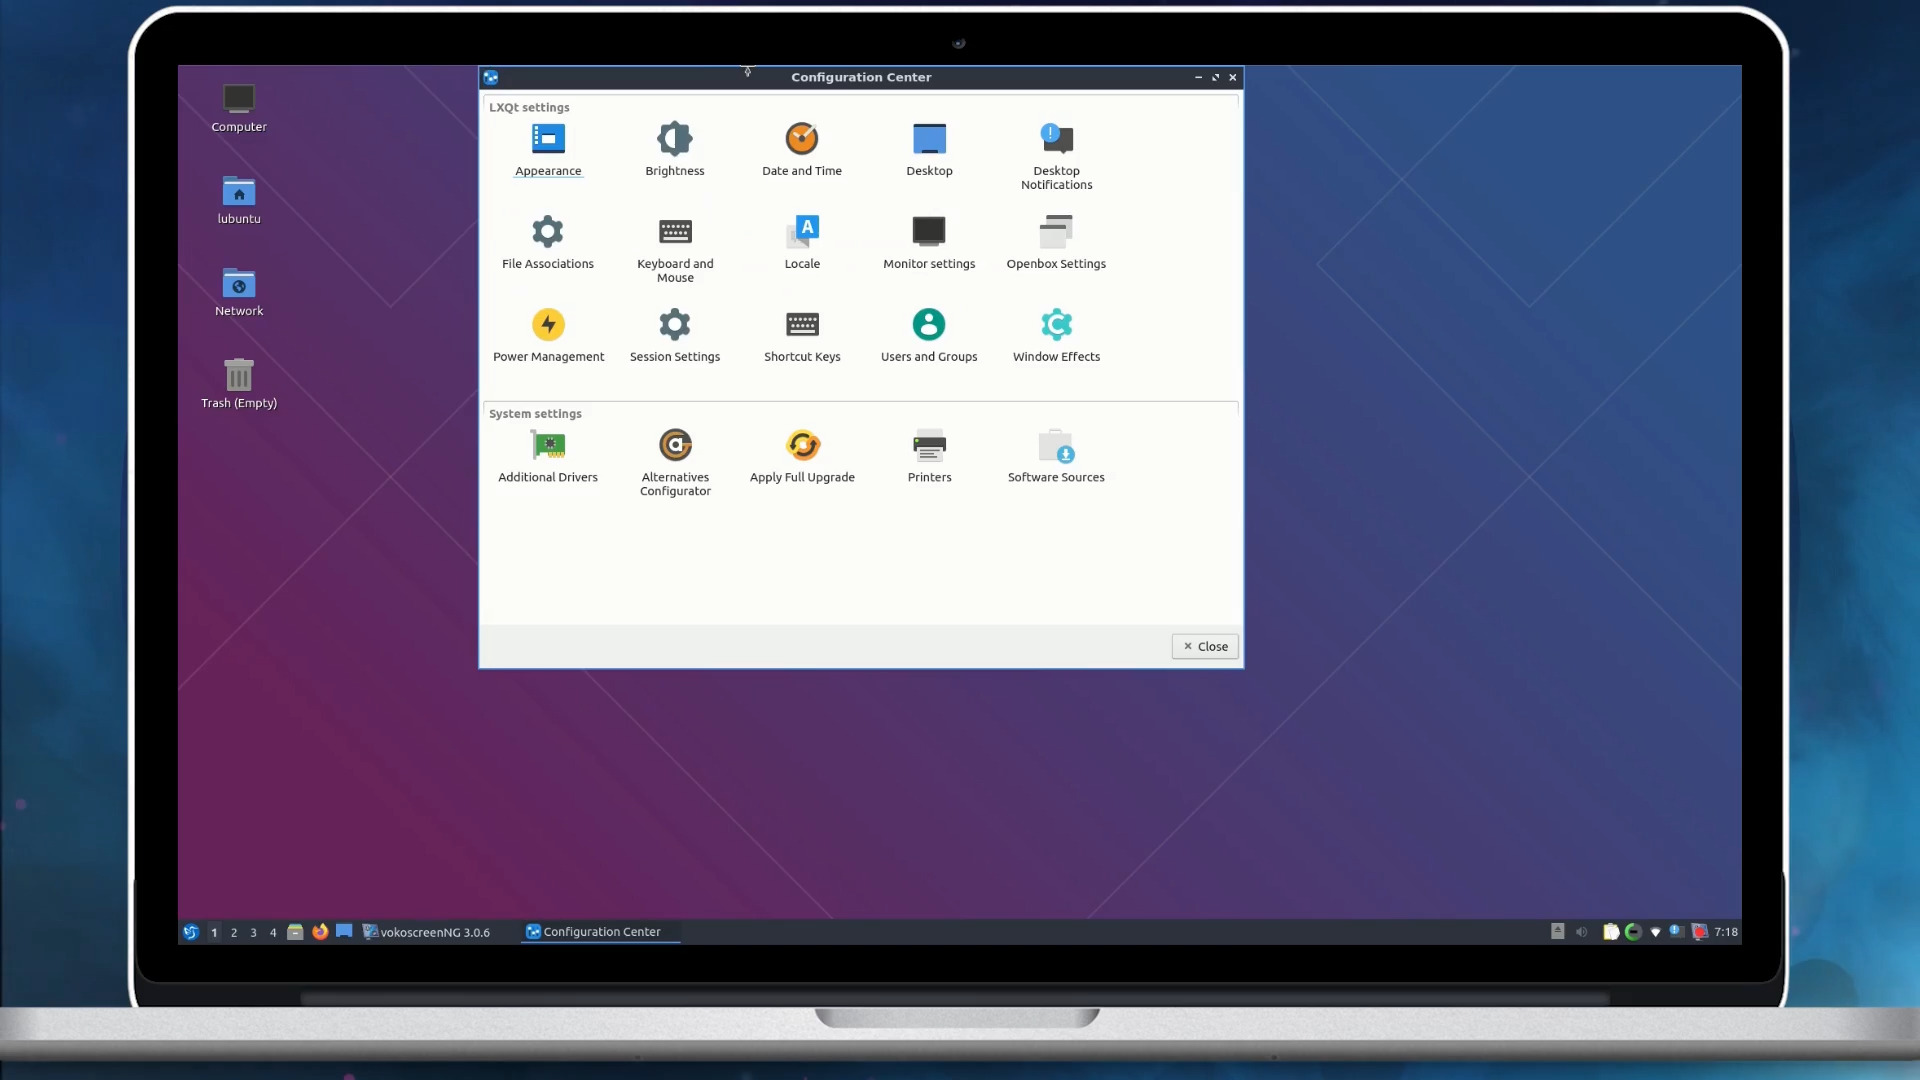 Configuration Center
Computer
lubuntu
Network
Trash (Empty)
LXQt settings
Appearance
Brightness
Date and Time
Desktop
Desktop
Notifications
File Associations
Keyboard and
Mouse
Locale
Monitor settings
Openbox Settings
Power Management
Session Settings
Shortcut Keys
Users and Groups
Window Effects
System settings
Additional Drivers
Alternatives
Configurator
Apply Full Upgrade
Printers
Software Sources
Close
1 2 3 4 vokoscreenNG 3.0.6 Configuration Center 7:18